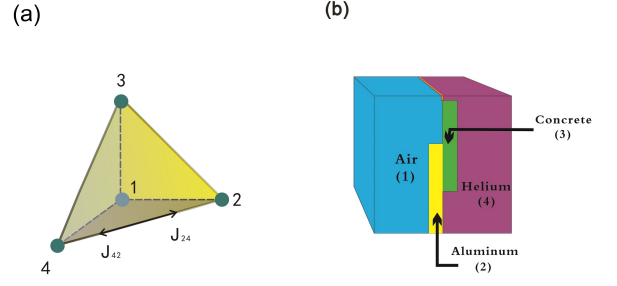 (a)
3
1
2
J₂₄
J₄₂
4
(b)
Concrete
(3)
Air
(1)
Helium
(4)
Aluminum
(2)